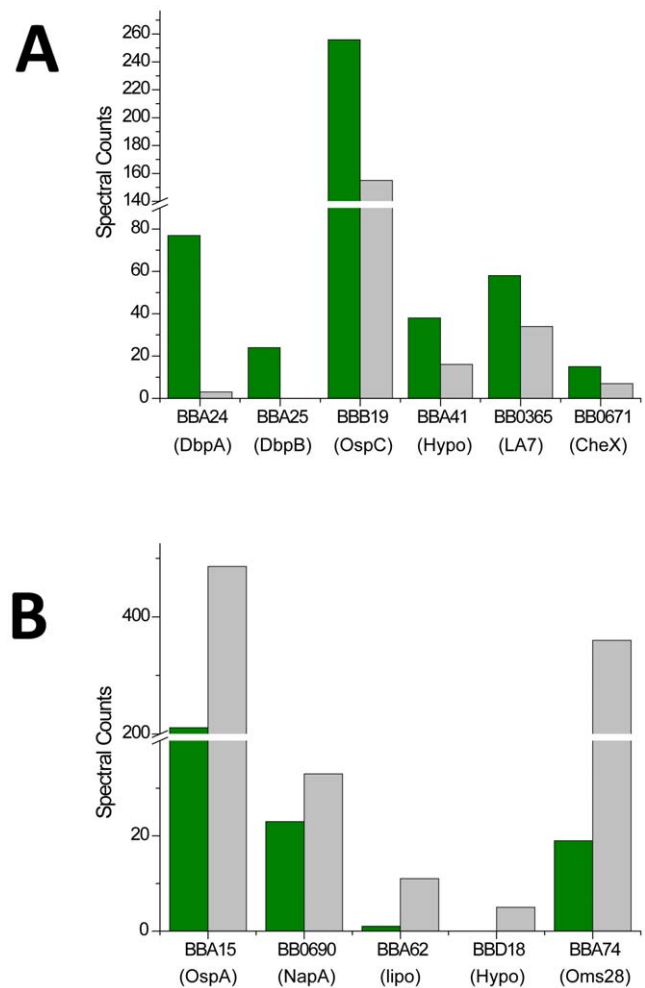 A
Spectral Counts
260
240
220
200
180
160
140
80
60
40
20
0
BBA24 BBA25 BBB19 BBA41 BB0365 BB0671
(DbpA) (DbpB) (OspC) (Hypo) (LA7) (CheX)
B
Spectral Counts
400
200
20
0
BBA15 BB0690 BBA62 BBD18 BBA74
(OspA) (NapA) (lipo) (Hypo) (Oms28)